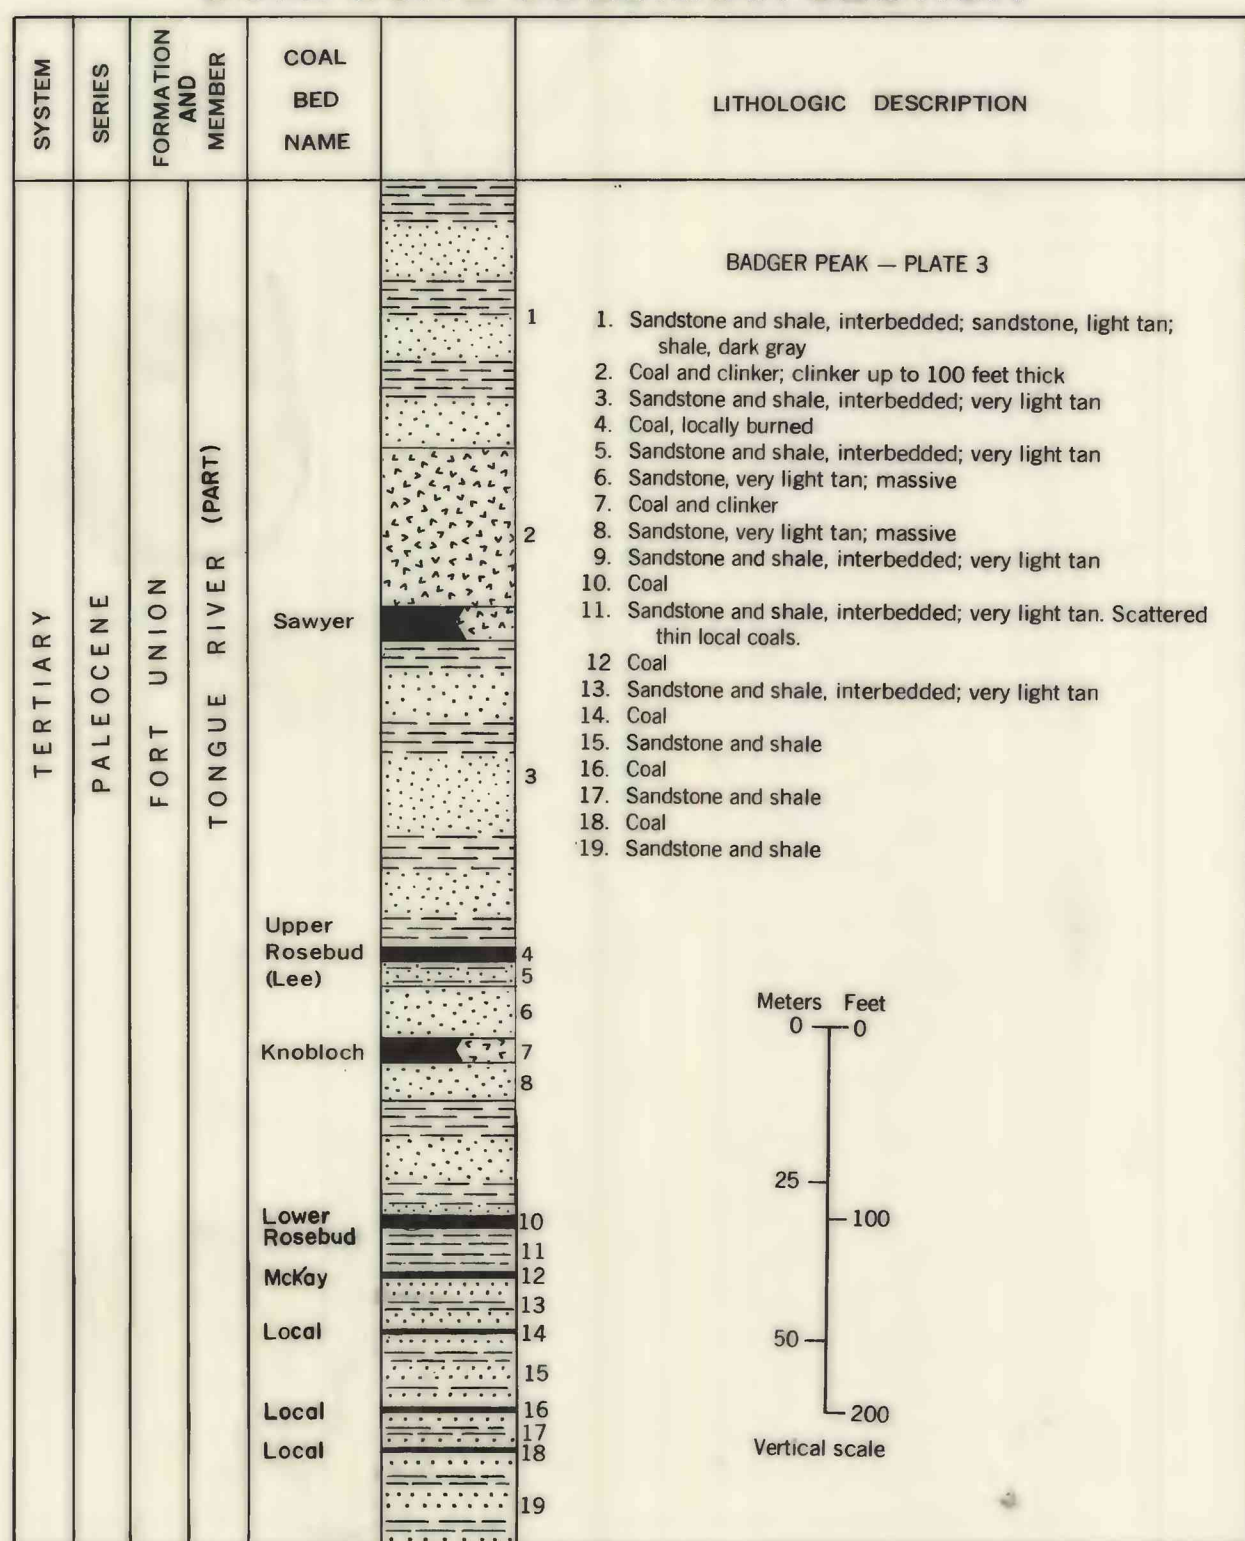 SYSTEM
SERIES
FORMATION
AND
MEMBER
COAL
BED
NAME
LITHOLOGIC DESCRIPTION
TERTIARY
PALEOCENE
FORT UNION
TONGUE RIVER (PART)
Sawyer
Upper
Rosebud
(Lee)
Knobloch
Lower
Rosebud
McKay
Local
Local
Local
1
2
3
4
5
6
7
8
10
11
12
13
14
15
16
17
18
19
BADGER PEAK — PLATE 3
1. Sandstone and shale, interbedded; sandstone, light tan;
shale, dark gray
2. Coal and clinker; clinker up to 100 feet thick
3. Sandstone and shale, interbedded; very light tan
4. Coal, locally burned
5. Sandstone and shale, interbedded; very light tan
6. Sandstone, very light tan; massive
7. Coal and clinker
8. Sandstone, very light tan; massive
9. Sandstone and shale, interbedded; very light tan
10. Coal
11. Sandstone and shale, interbedded; very light tan. Scattered
thin local coals.
12 Coal
13. Sandstone and shale, interbedded; very light tan
14. Coal
15. Sandstone and shale
16. Coal
17. Sandstone and shale
18. Coal
19. Sandstone and shale
Meters Feet
0 0
25
100
50
200
Vertical scale